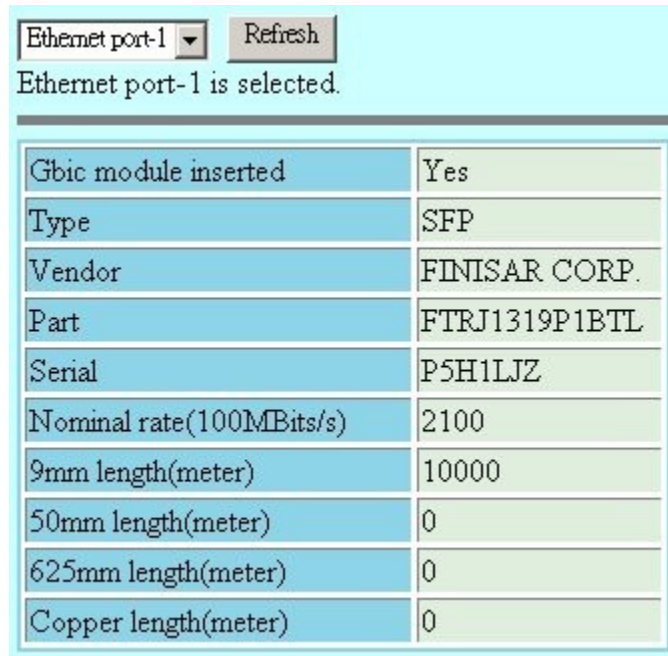 Ethernet port-1 Refresh
Ethernet port-1 is selected.
Gbic module inserted Yes
Type SFP
Vendor FINISAR CORP.
Part FTRJ1319P1BTL
Serial P5H1LJZ
Nominal rate(100MBits/s) 2100
9mm length(meter) 10000
50mm length(meter) 0
625mm length(meter) 0
Copper length(meter) 0